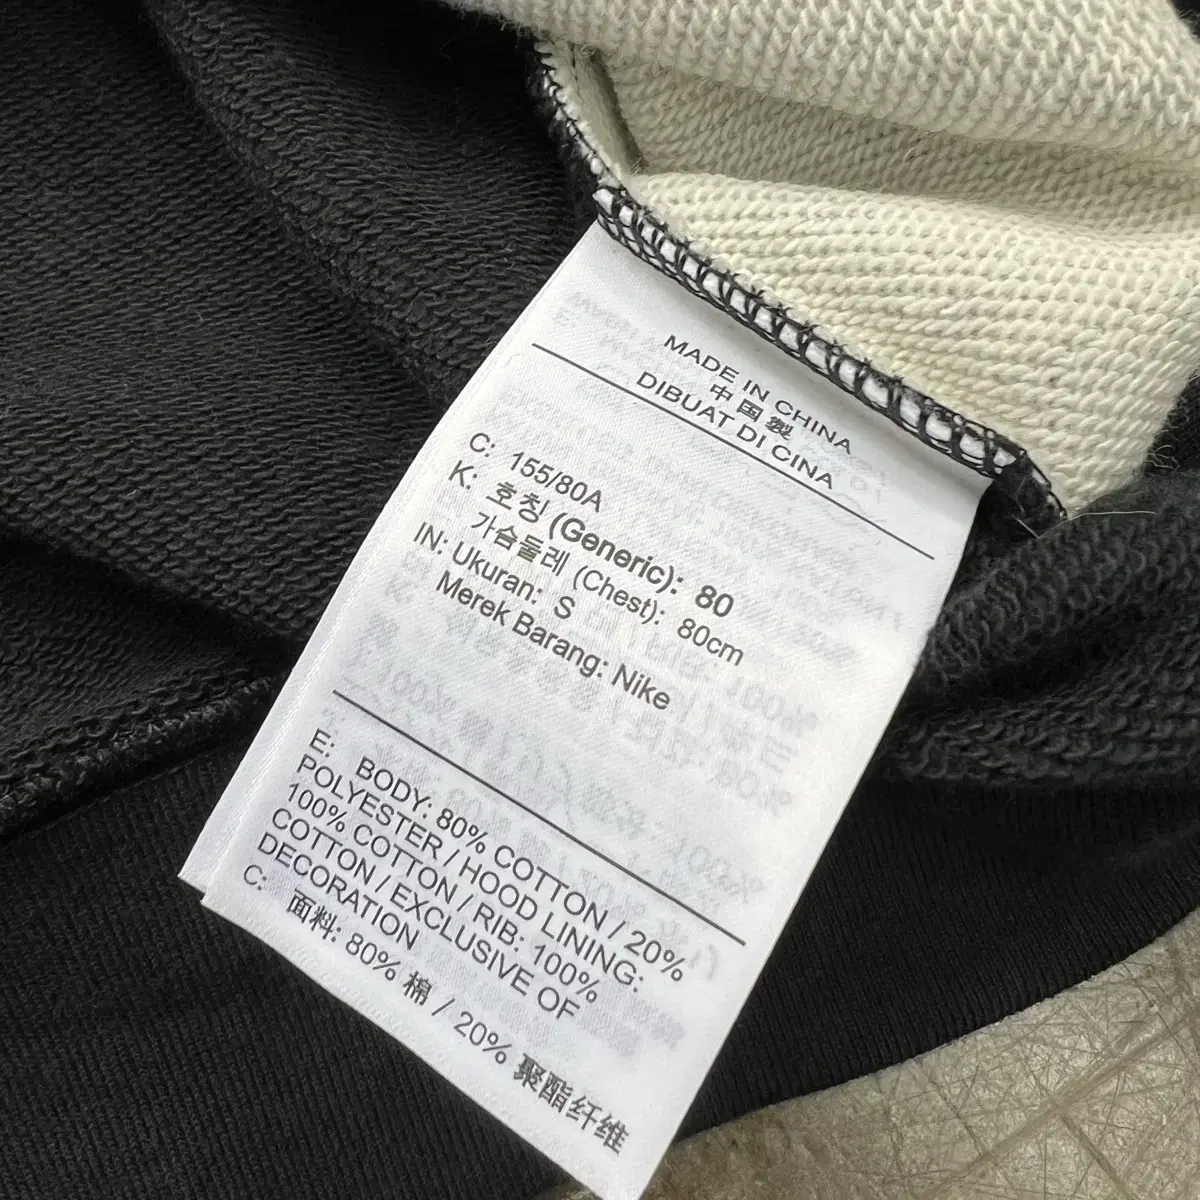 MADE IN CHINA
中国製
DIBUAT DI CINA
C: 155/80A
K: 호칭 (Generic): 80
가슴둘레 (Chest): 80cm
IN: Ukuran: S
Merek Barang: Nike
E: BODY: 80% COTTON / 20%
POLYESTER / HOOD LINING:
100% COTTON / RIB: 100%
COTTON / EXCLUSIVE OF
DECORATION
C: 面料: 80% 棉 / 20% 聚酯纤维